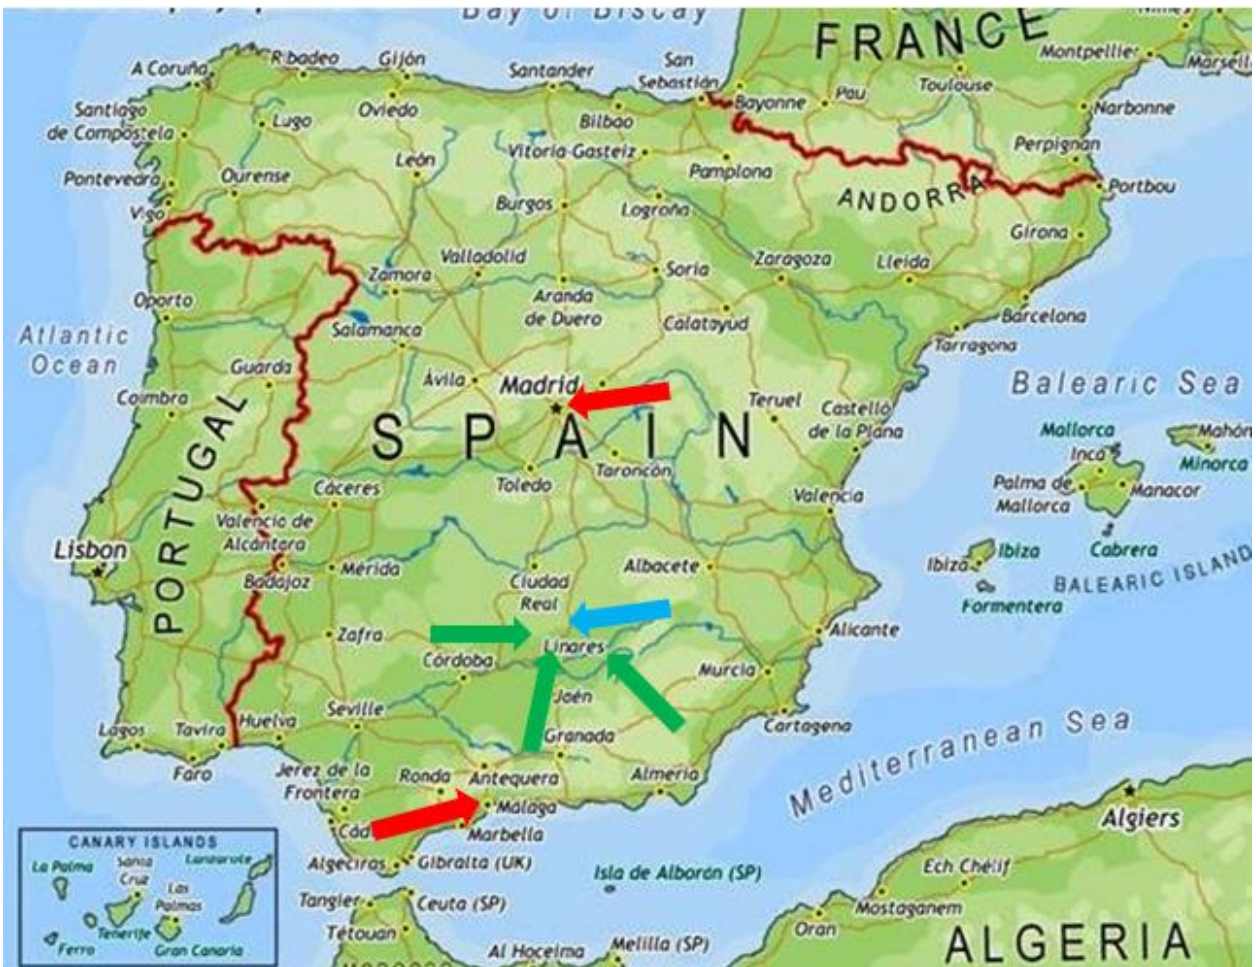 Bay of Biscay
FRANCE
Montpellier
A Coruña
Ribadeo
Gijón
Santander
San
Sebastián
Bayonne
Pau
Toulouse
Narbonne
Santiago
de Compostela
Lugo
Oviedo
Bilbao
Vitoria-Gasteiz
Pamplona
Perpignan
Portbou
Pontevedra
Vigo
Ourense
León
Burgos
Logroño
ANDORRA
Girona
Zamora
Valladolid
Soria
Zaragoza
Lleida
Oporto
Aranda
de Duero
Calatayud
Barcelona
Tarragona
Atlantic
Ocean
Salamanca
Guarda
Ávila
Madrid
Coimbra
PORTUGAL
SPAIN
Teruel
Castelló
de la Plana
Balearic Sea
Mallorca
Inca
Palma de
Mallorca
Manacor
Mahón
Minorca
Cáceres
Toledo
Taroncón
Valencia
Cabrera
Valencio de
Alcántara
Lisbon
Badajoz
Mérida
Ciudad
Real
Albacete
Ibiza
Ibiza
Formentera
BALEARIC ISLAND
Zafra
Córdoba
Linares
Alicante
Murcia
Jaén
Cartagena
Lagos
Tavira
Faro
Huelva
Seville
Granada
Mediterranean Sea
Jerez de la
Frontera
Ronda
Antequera
Almería
Málaga
Marbella
Cád
Algeciras
Gibralta (UK)
Algiers
CANARY ISLANDS
La Palma
Santa
Cruz
Las
Palmas
Lanzarote
Tenerife
Ferro
Gran Canaria
Isla de Alborán (SP)
Tangier
Ceuta (SP)
Tétouan
Al Hoceima
Melilla (SP)
Oran
Mostaganem
Ech Chélif
ALGERIA